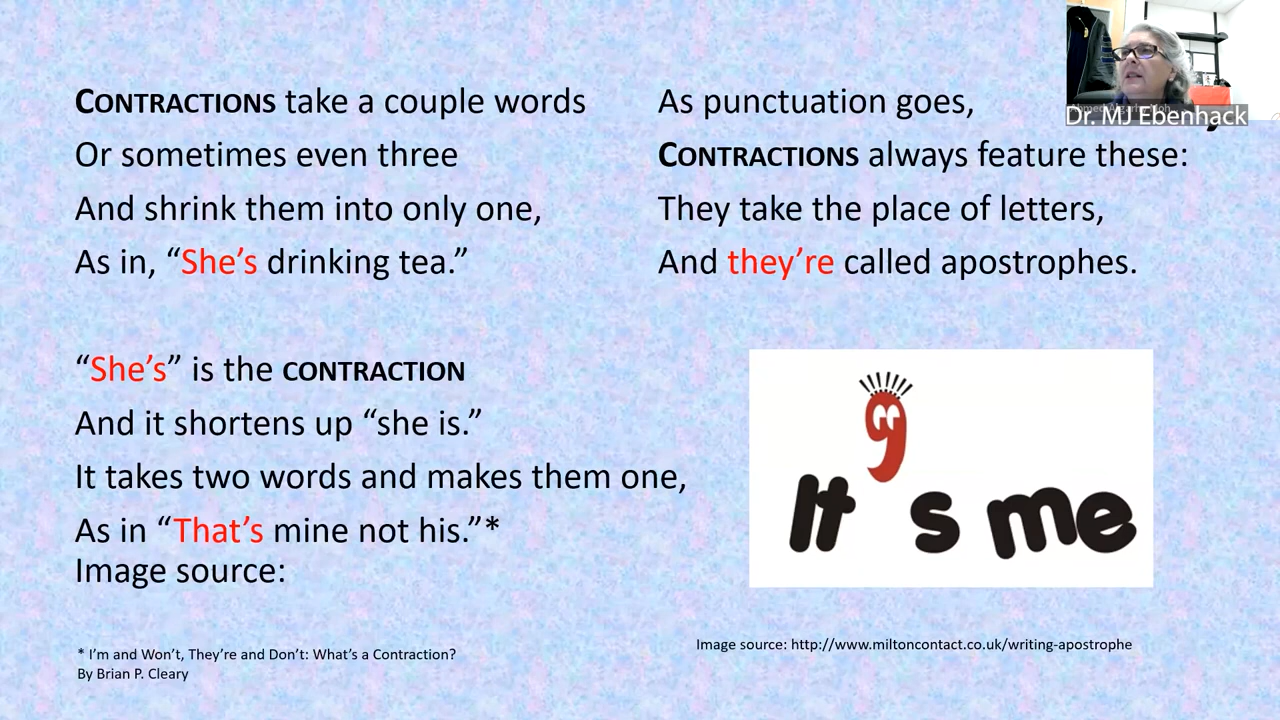 CONTRACTIONS take a couple words
Or sometimes even three
And shrink them into only one,
As in, “She’s drinking tea.”
“She’s” is the CONTRACTION
And it shortens up “she is.”
It takes two words and makes them one,
As in “That’s mine not his.”*
Image source:
* I’m and Won’t, They’re and Don’t: What’s a Contraction?
By Brian P. Cleary
As punctuation goes,
CONTRACTIONS always feature these:
They take the place of letters,
And they’re called apostrophes.
It’s me
Image source: http://www.miltoncontact.co.uk/writing-apostrophe
Dr. MJ Ebenhack